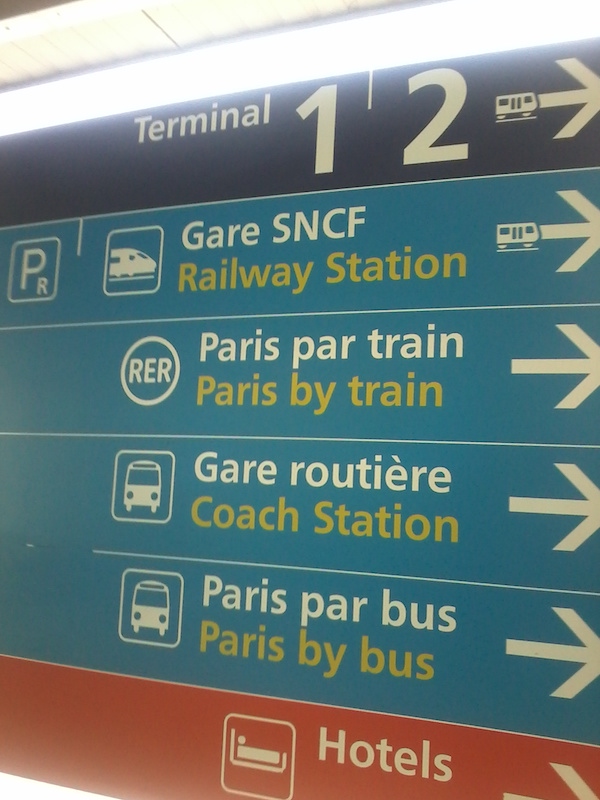 Terminal 1 2
PR
Gare SNCF
Railway Station
RER
Paris par train
Paris by train
Gare routière
Coach Station
Paris par bus
Paris by bus
Hotels